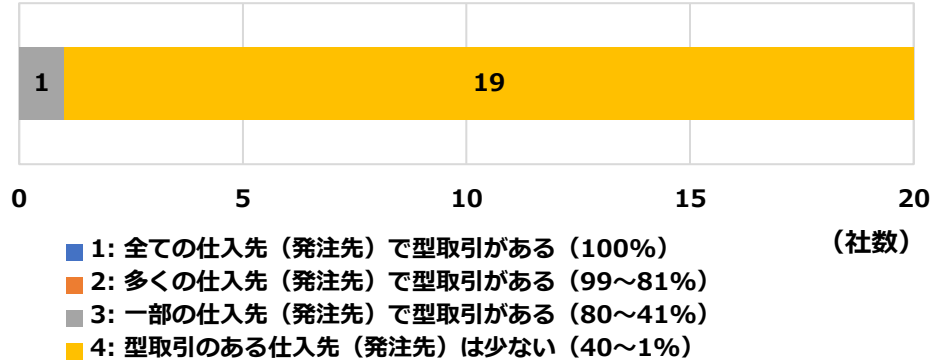 1 19
0 5 10 15 20
（社数）
1: 全ての仕入先（発注先）で型取引がある（100%）
2: 多くの仕入先（発注先）で型取引がある（99～81%）
3: 一部の仕入先（発注先）で型取引がある（80～41%）
4: 型取引のある仕入先（発注先）は少ない（40～1%）